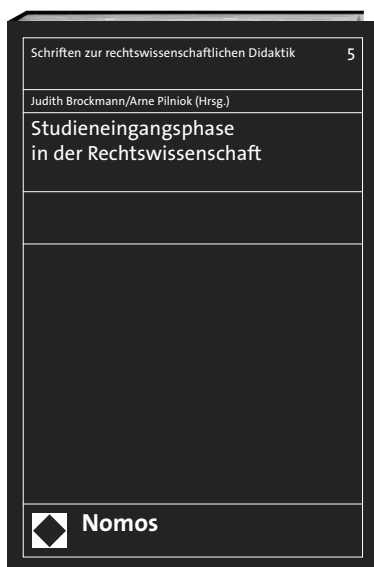 Schriften zur rechtswissenschaftlichen Didaktik 5
Judith Brockmann/Arne Pilniok (Hrsg.)
Studieneingangsphase
in der Rechtswissenschaft
Nomos